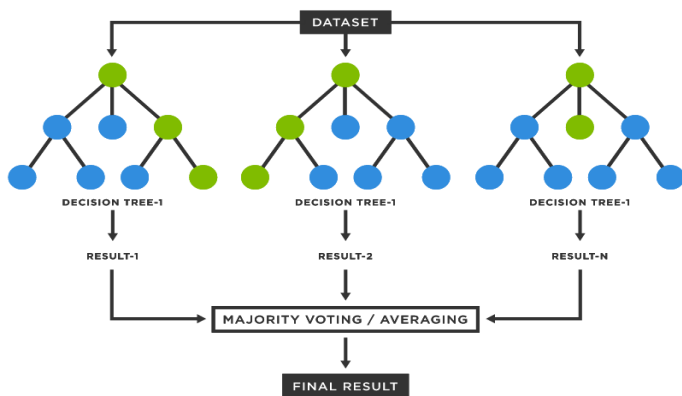 DATASET
DECISION TREE-1
DECISION TREE-1
DECISION TREE-1
RESULT-1
RESULT-2
RESULT-N
MAJORITY VOTING / AVERAGING
FINAL RESULT